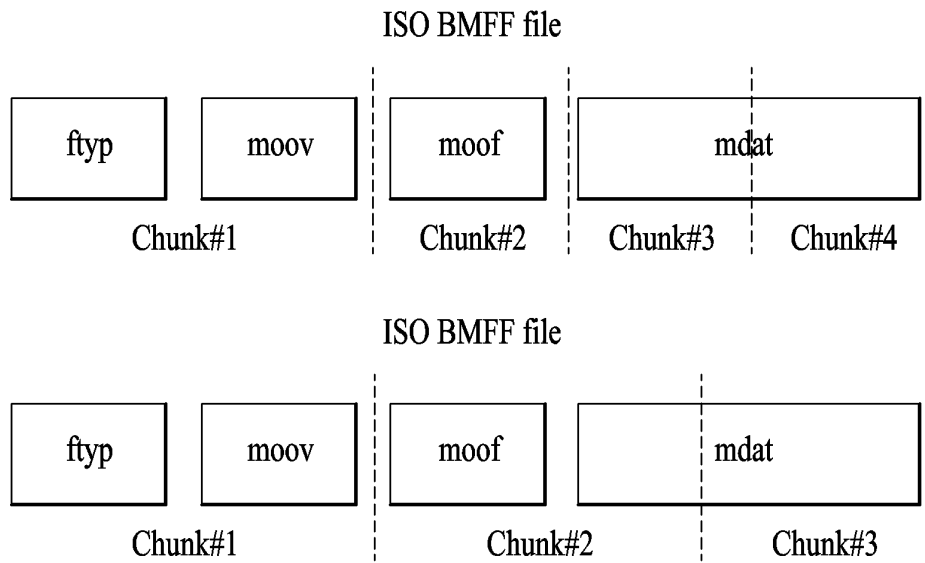 ISO BMFF file
ftyp moov moof mdat
Chunk#1 Chunk#2 Chunk#3 Chunk#4
ISO BMFF file
ftyp moov moof mdat
Chunk#1 Chunk#2 Chunk#3